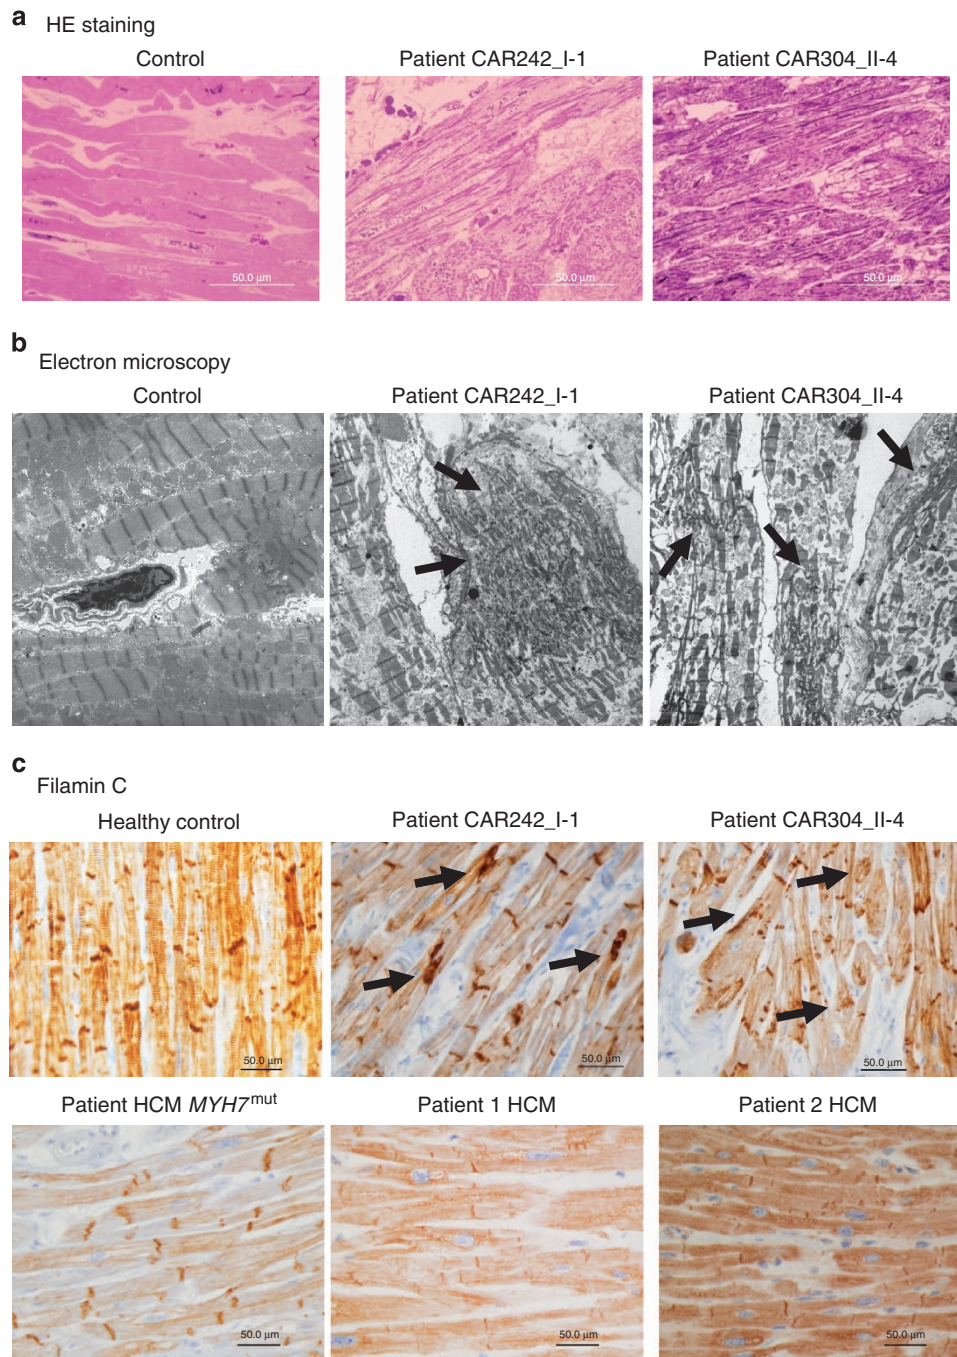 a
HE staining
Control
Patient CAR242_I-1
Patient CAR304_II-4
50.0 µm
50.0 µm
50.0 µm
b
Electron microscopy
Control
Patient CAR242_I-1
Patient CAR304_II-4
c
Filamin C
Healthy control
Patient CAR242_I-1
Patient CAR304_II-4
50.0 µm
50.0 µm
50.0 µm
Patient HCM MYH7mut
Patient 1 HCM
Patient 2 HCM
50.0 µm
50.0 µm
50.0 µm